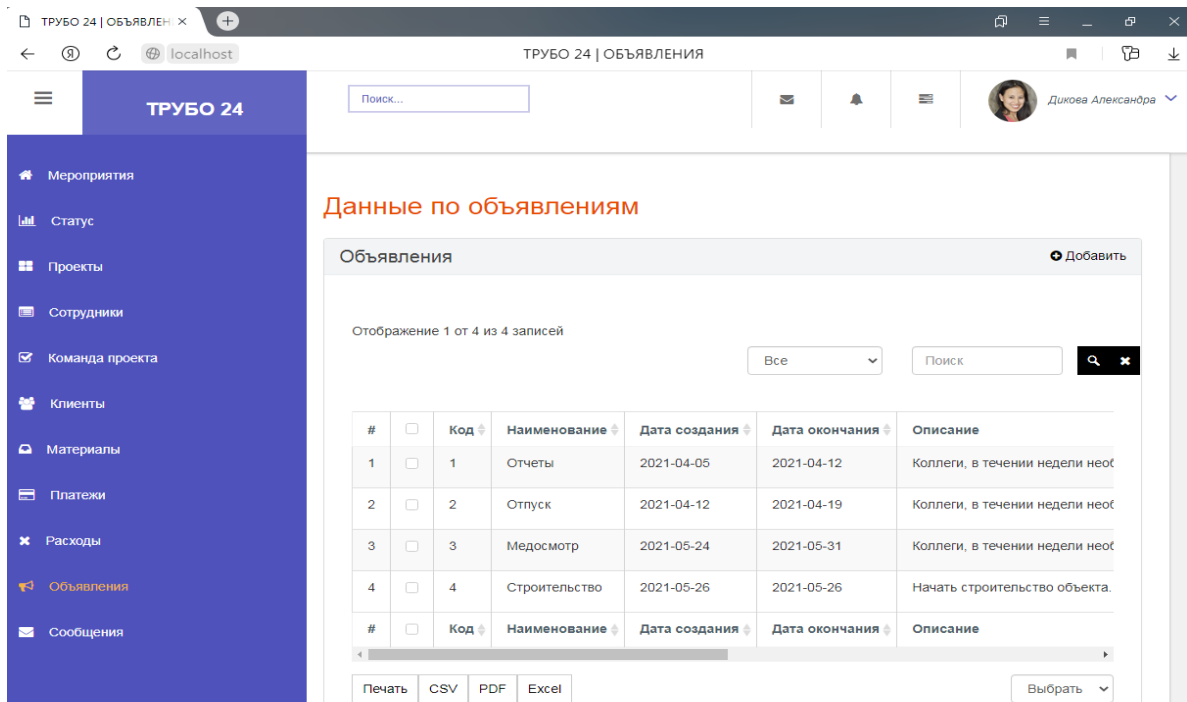 ТРУБО 24 | ОБЪЯВЛЕН
localhost ТРУБО 24 | ОБЪЯВЛЕНИЯ
ТРУБО 24
Поиск...
Дикова Александра
Мероприятия
Статус
Проекты
Сотрудники
Команда проекта
Клиенты
Материалы
Платежи
Расходы
Объявления
Сообщения
Данные по объявлениям
Объявления Добавить
Отображение 1 от 4 из 4 записей
Все Поиск
# Код Наименование Дата создания Дата окончания Описание
1 1 Отчеты 2021-04-05 2021-04-12 Коллеги, в течении недели необ
2 2 Отпуск 2021-04-12 2021-04-19 Коллеги, в течении недели необ
3 3 Медосмотр 2021-05-24 2021-05-31 Коллеги, в течении недели необ
4 4 Строительство 2021-05-26 2021-05-26 Начать строительство объекта.
# Код Наименование Дата создания Дата окончания Описание
Печать CSV PDF Excel Выбрать